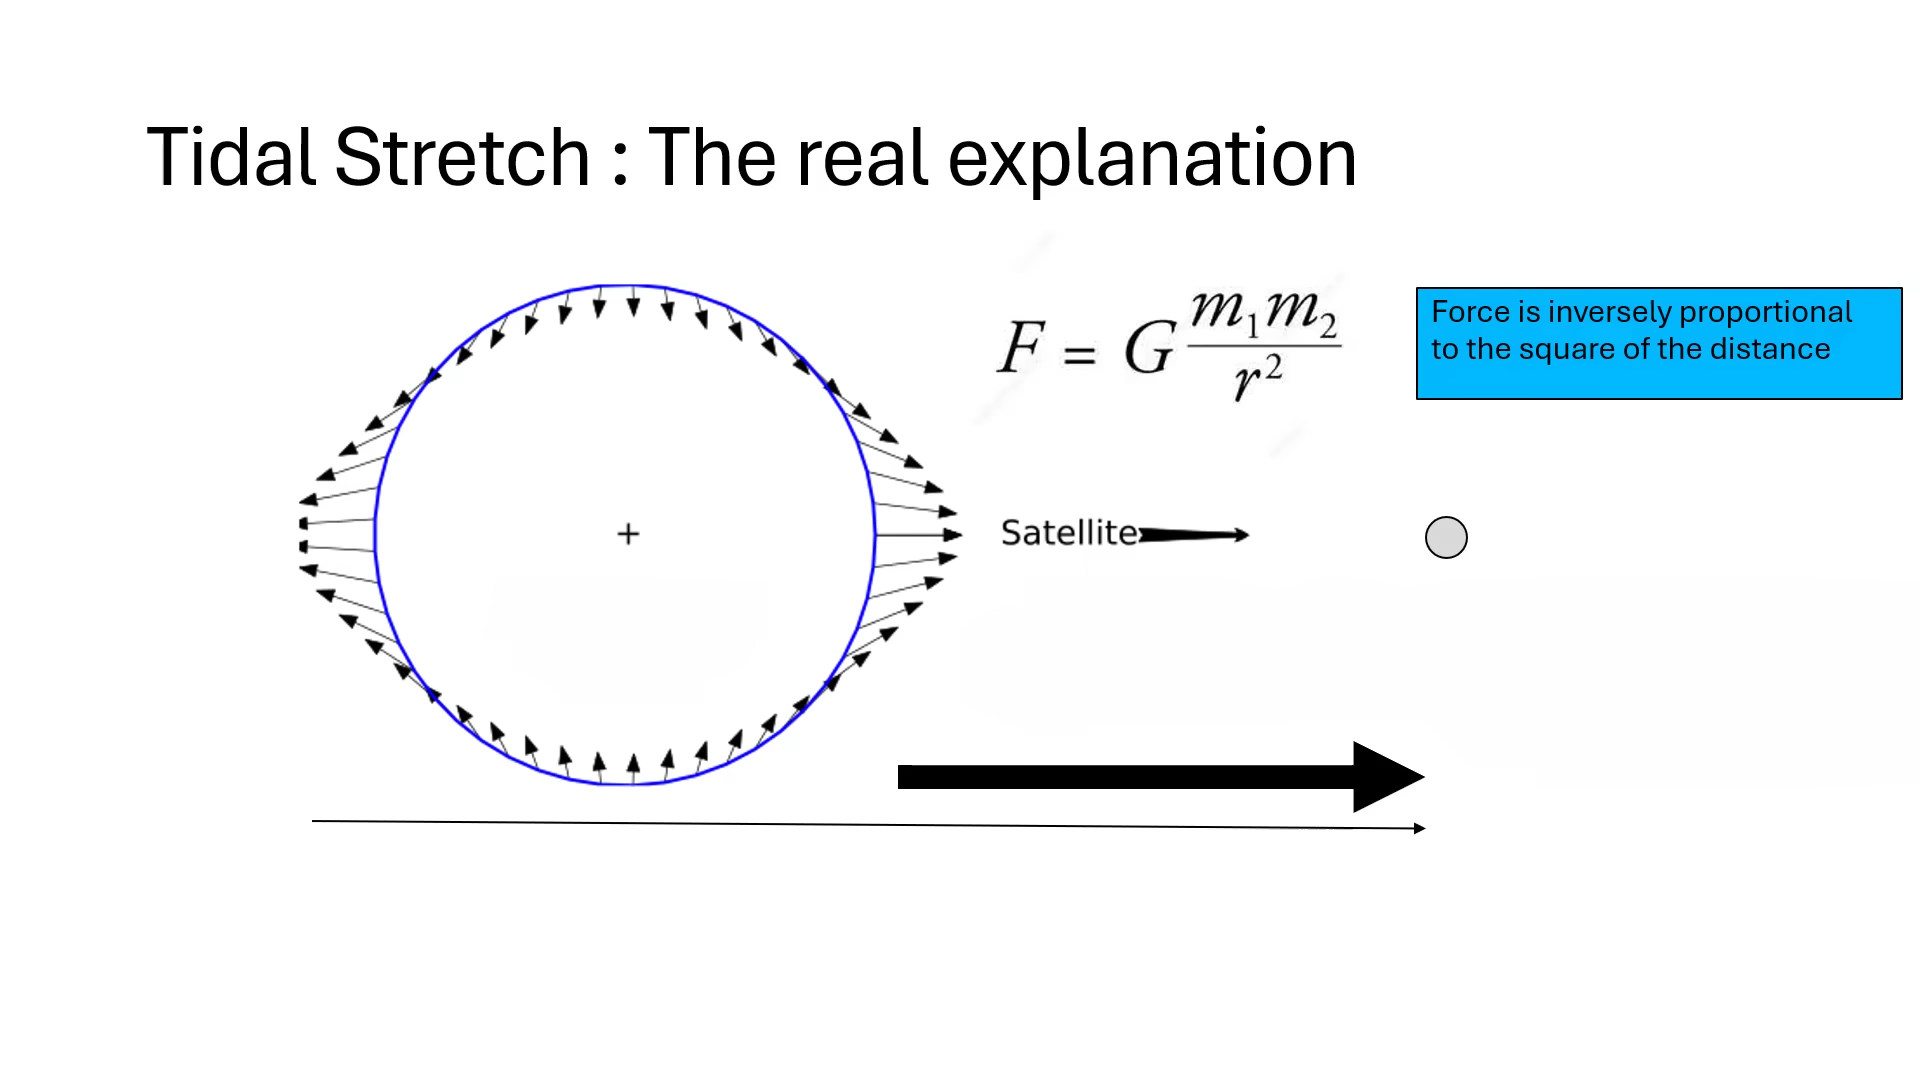 Tidal Stretch : The real explanation
F = G m₁m₂ / r²
Force is inversely proportional
to the square of the distance
+
Satellite